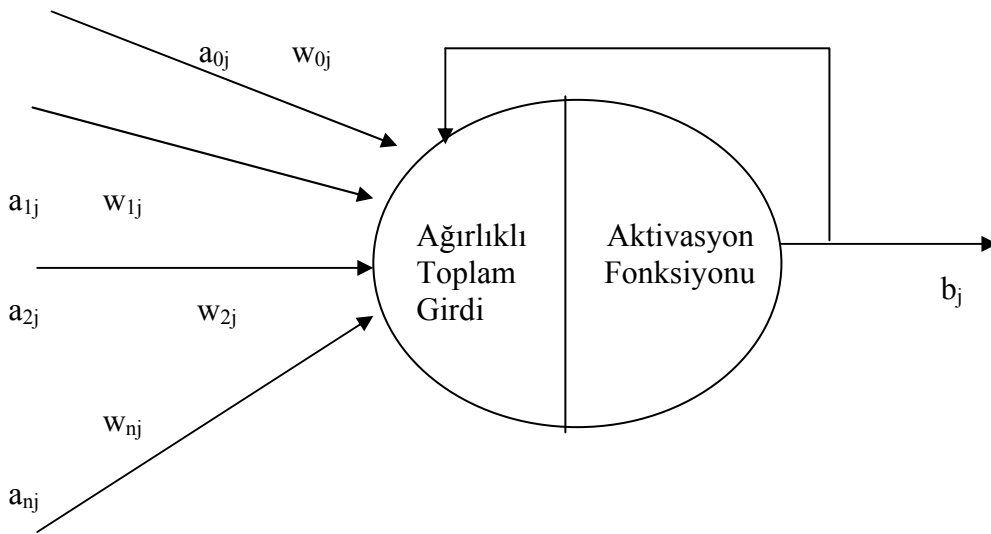 a0j w0j
a1j w1j
Ağırlıklı
Toplam
Girdi
Aktivasyon
Fonksiyonu
a2j w2j
bj
wnj
anj